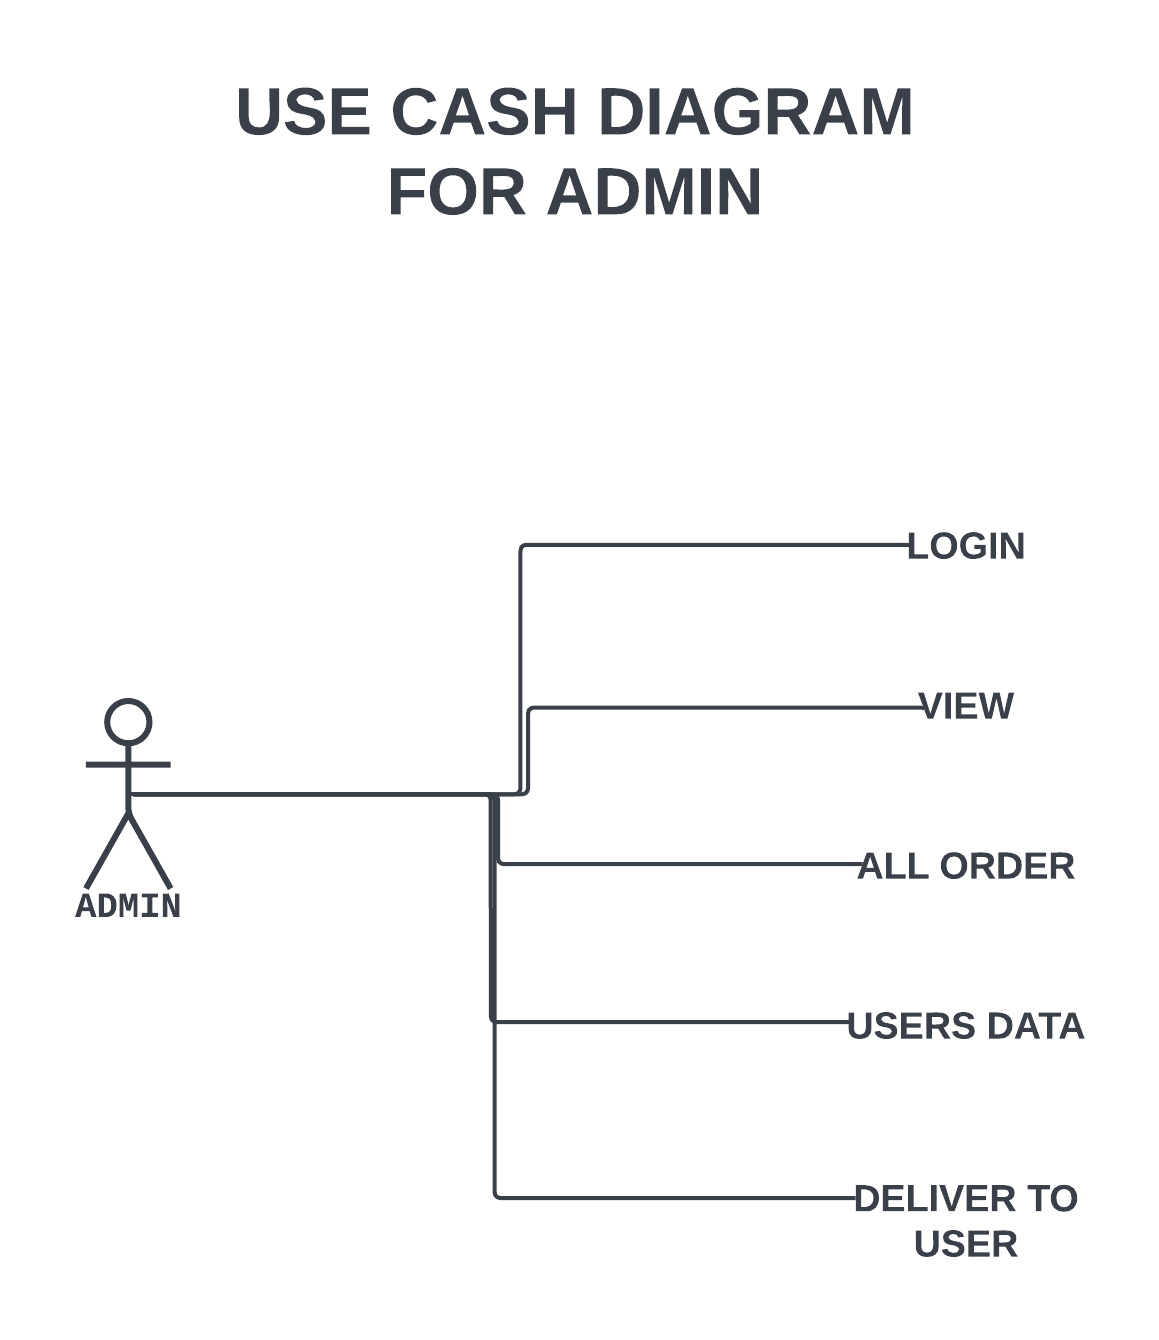 USE CASH DIAGRAM
FOR ADMIN
LOGIN
VIEW
ALL ORDER
ADMIN
USERS DATA
DELIVER TO
USER